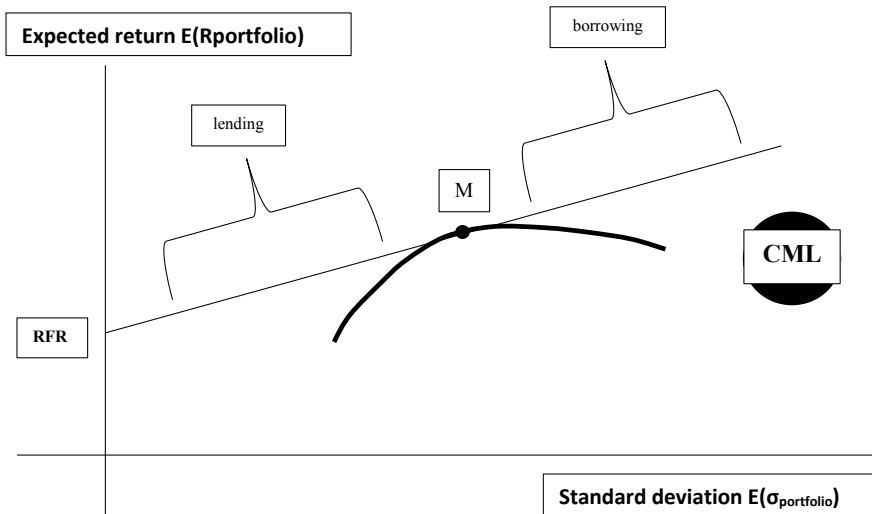 Expected return E(Rportfolio)
borrowing
lending
M
CML
RFR
Standard deviation E(σportfolio)